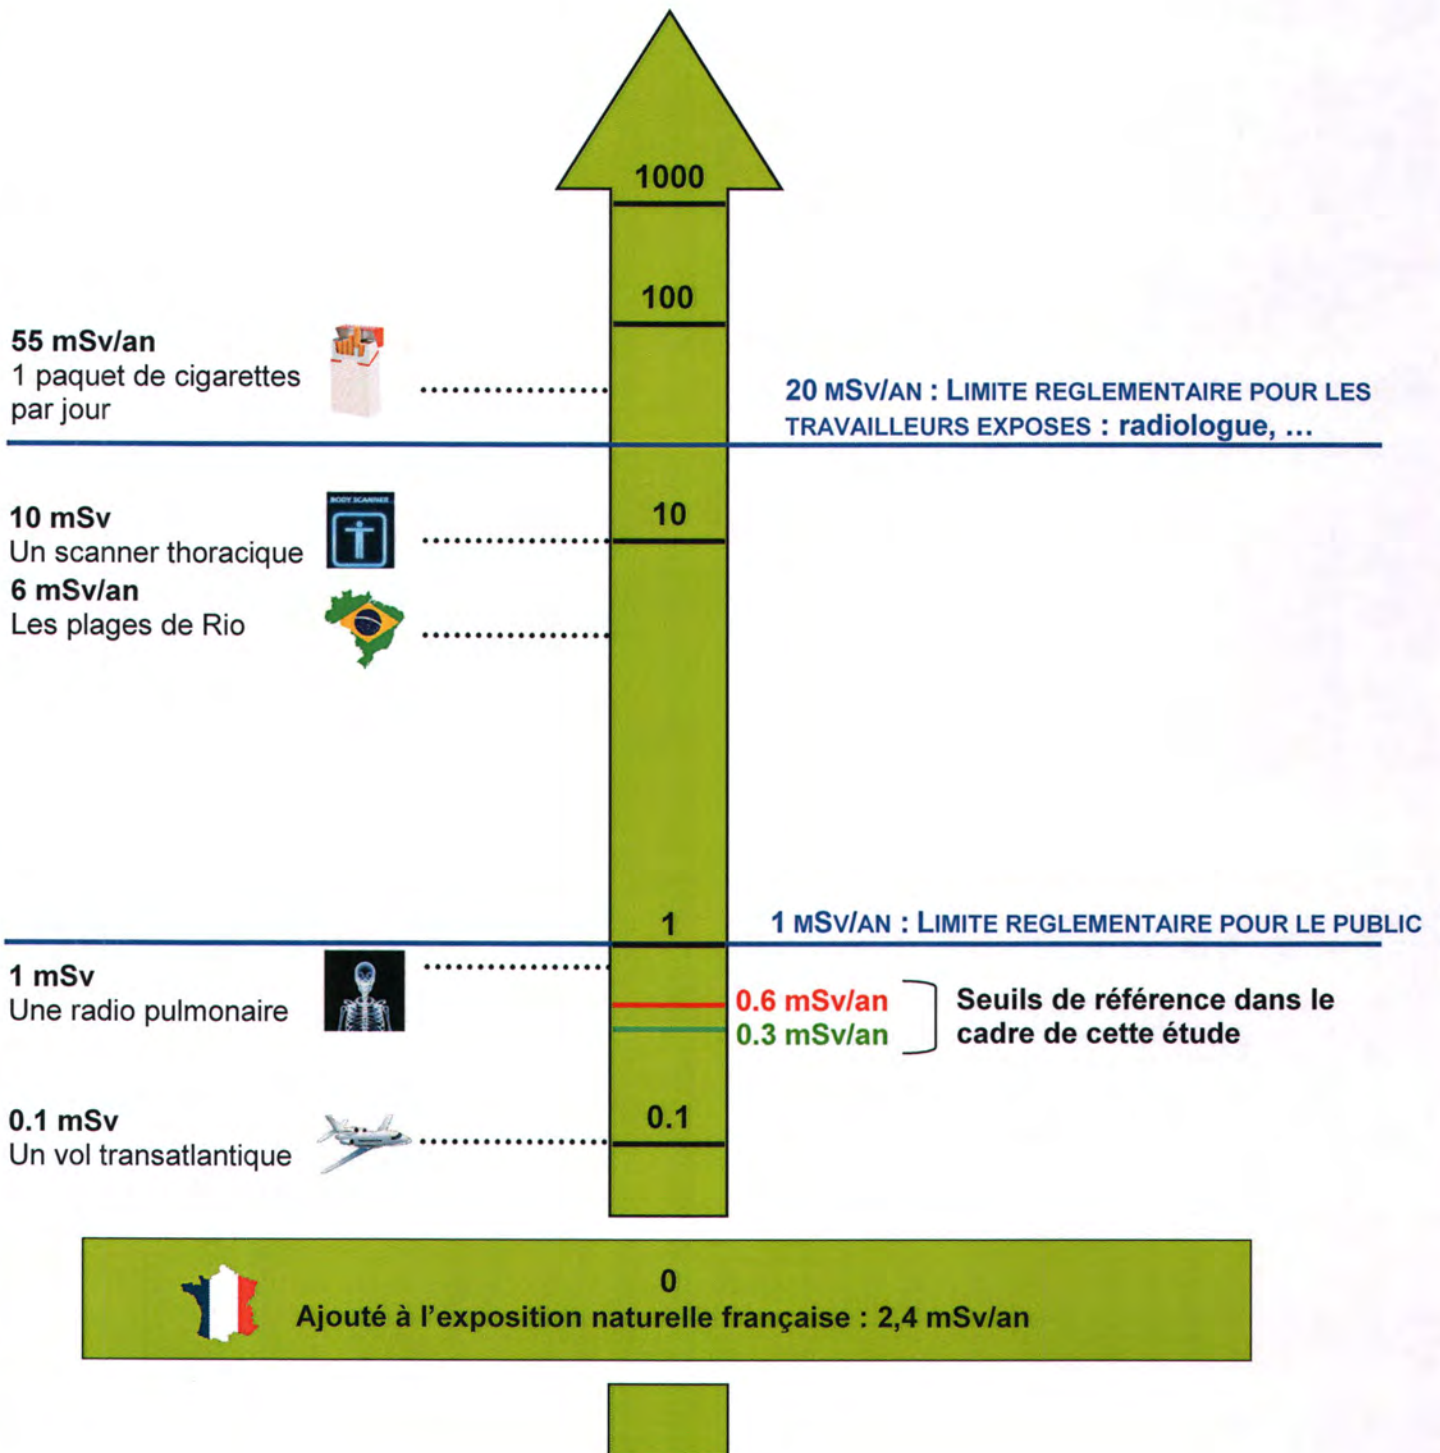 1000
100
55 mSv/an
1 paquet de cigarettes
par jour
20 MSV/AN : LIMITE REGLEMENTAIRE POUR LES
TRAVAILLEURS EXPOSES : radiologue, ...
BODY SCANNER
10 mSv
Un scanner thoracique
10
6 mSv/an
Les plages de Rio
1
1 MSV/AN : LIMITE REGLEMENTAIRE POUR LE PUBLIC
1 mSv
Une radio pulmonaire
0.6 mSv/an
0.3 mSv/an
Seuils de référence dans le
cadre de cette étude
0.1 mSv
Un vol transatlantique
0.1
0
Ajouté à l'exposition naturelle française : 2,4 mSv/an